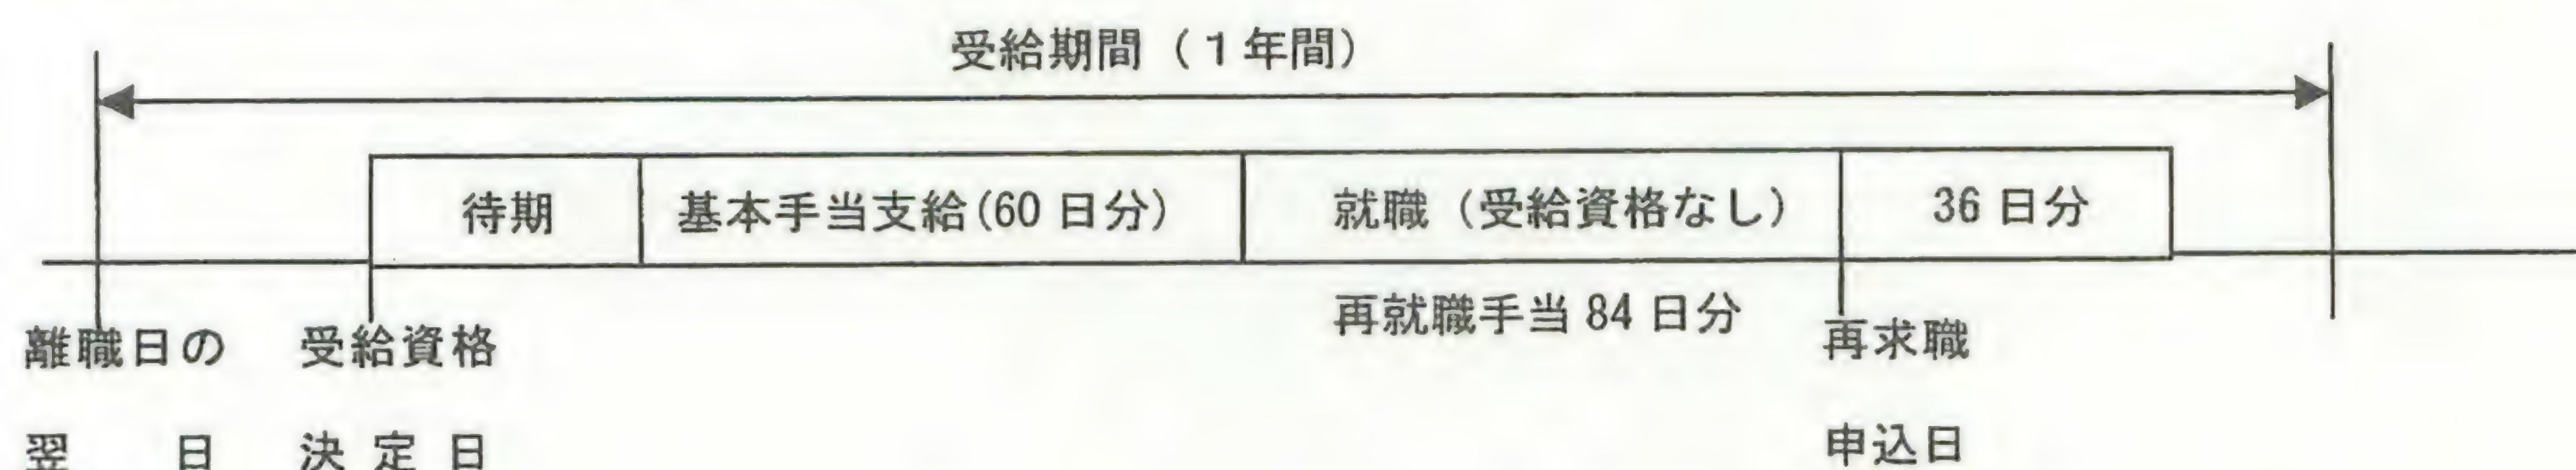 受給期間（１年間）
待期
基本手当支給(60 日分)
就職（受給資格なし）
36 日分
再就職手当 84 日分
離職日の
翌　　日
受給資格
決 定 日
再求職
申込日